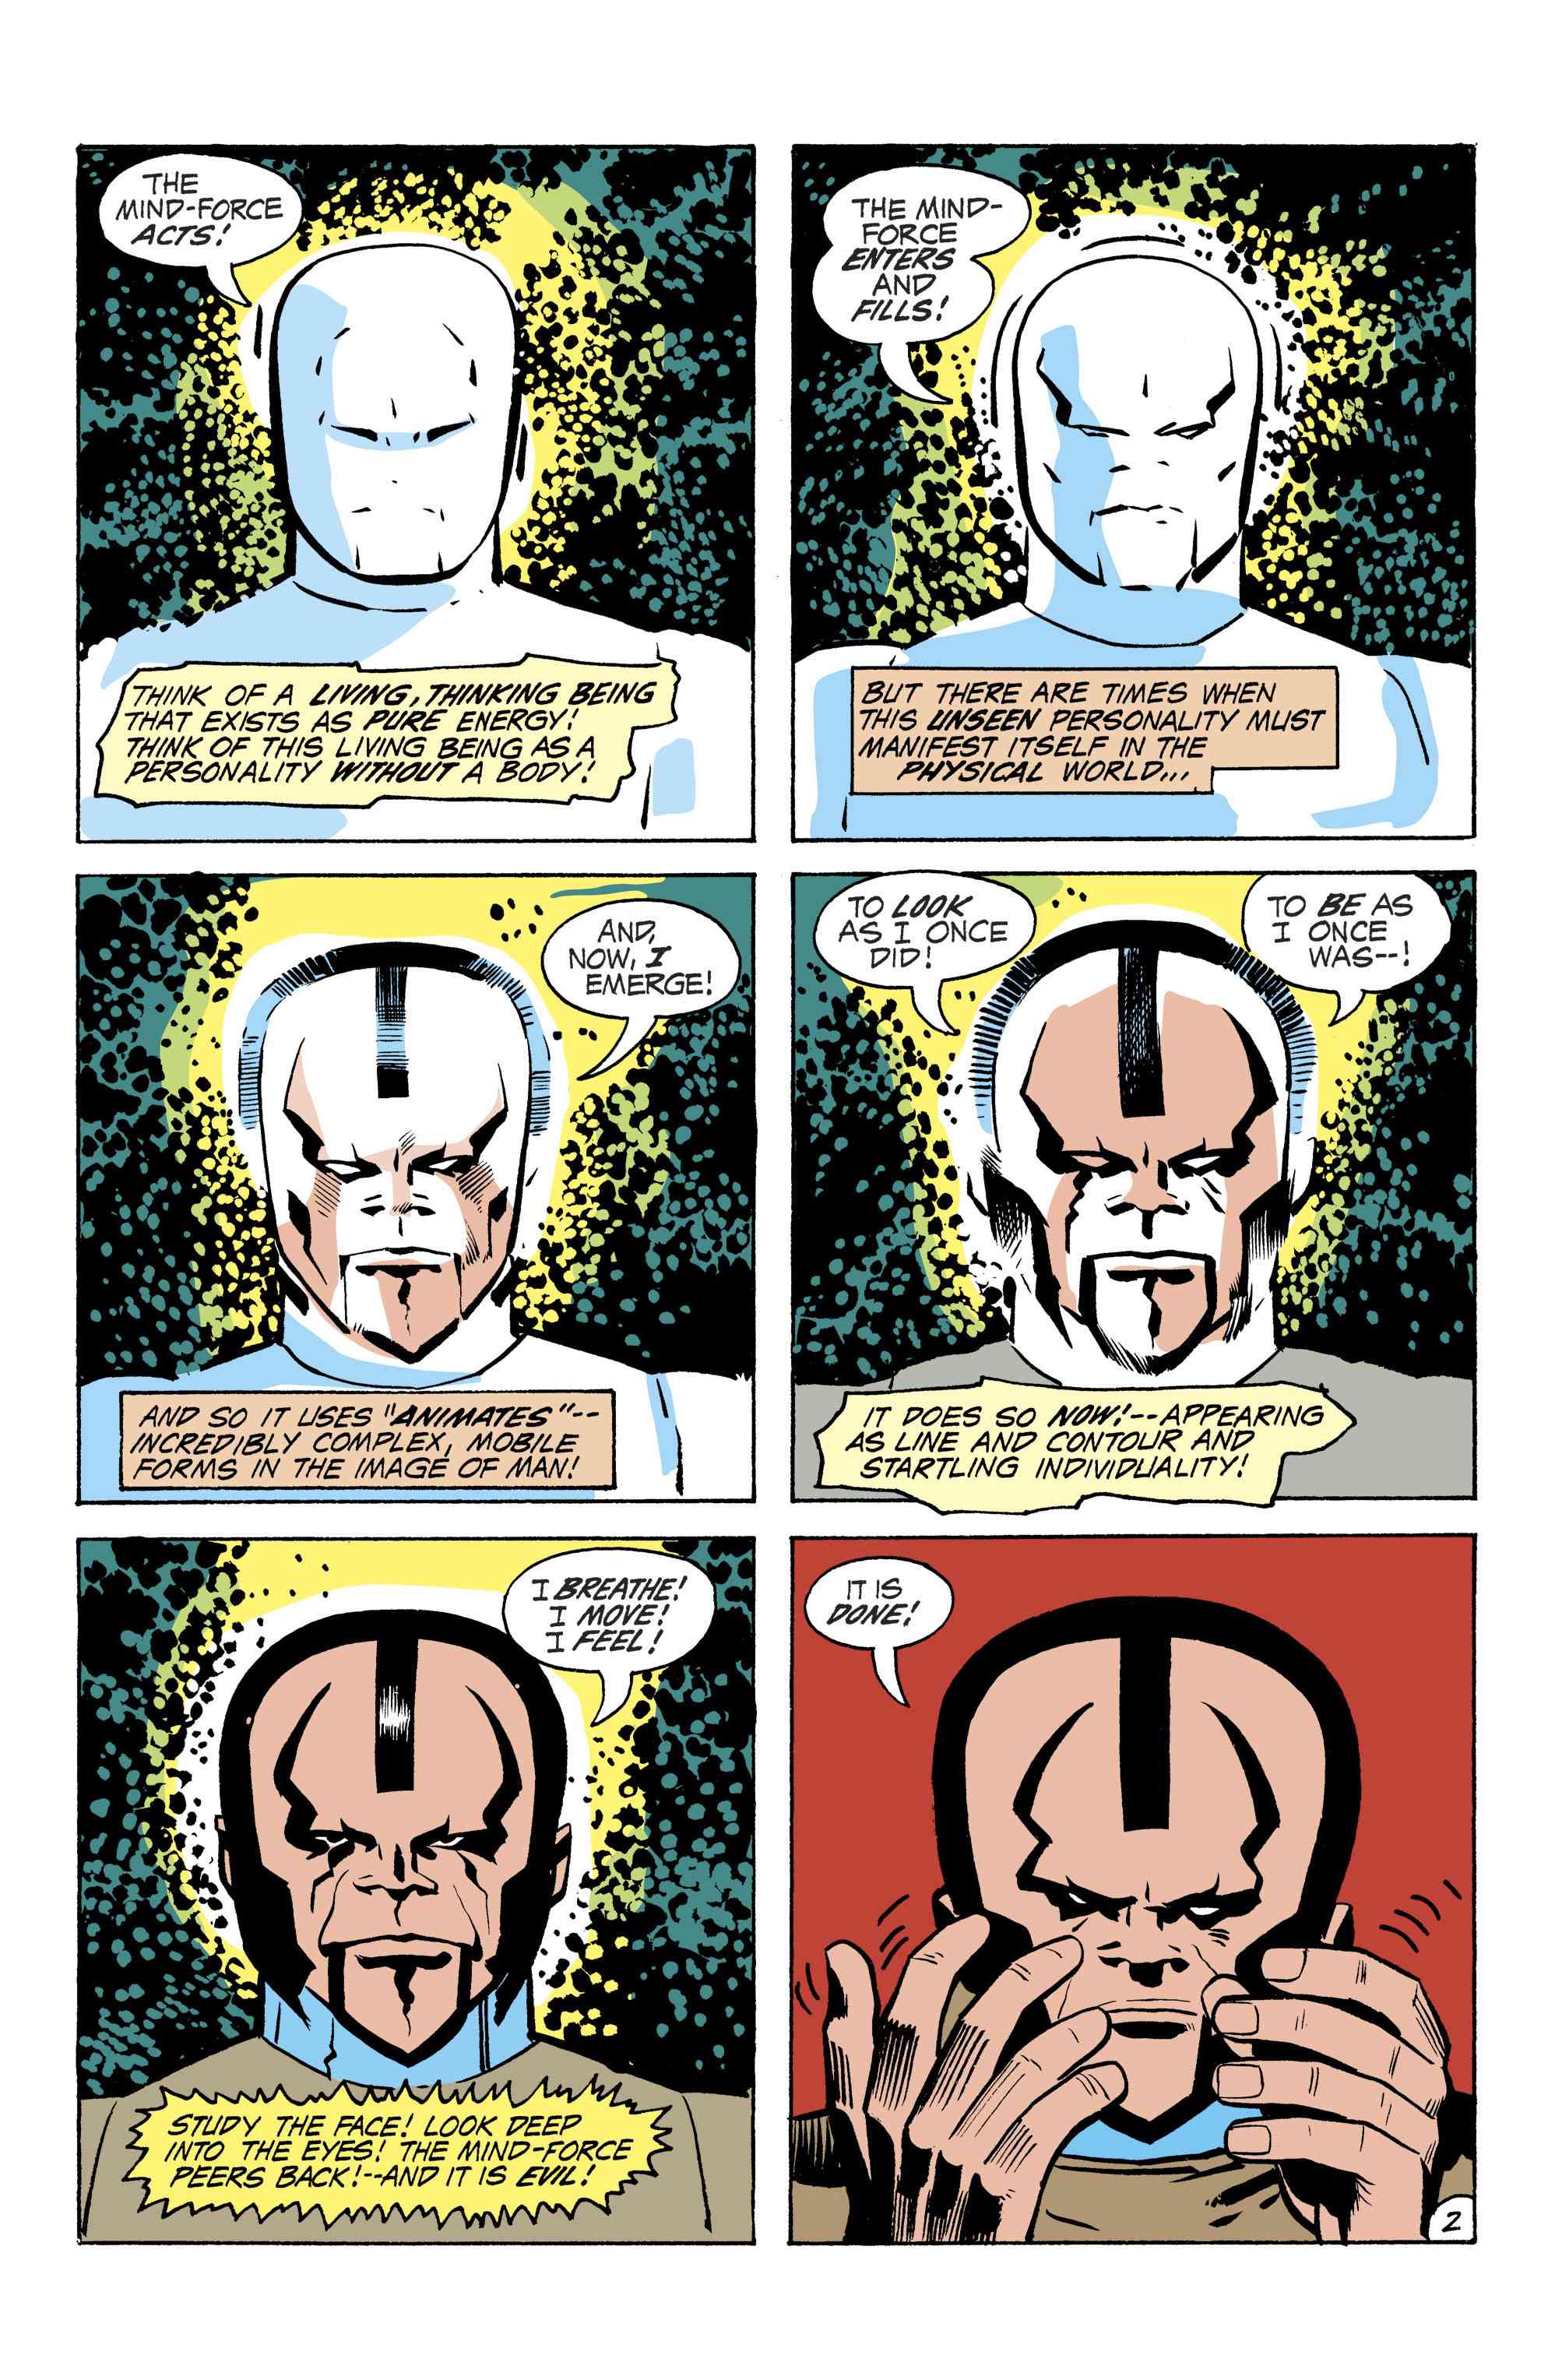 THE
MIND-FORCE
ACTS!
THINK OF A LIVING, THINKING BEING
THAT EXISTS AS PURE ENERGY!
THINK OF THIS LIVING BEING AS A
PERSONALITY WITHOUT A BODY!
THE MIND-
FORCE
ENTERS
AND
FILLS!
BUT THERE ARE TIMES WHEN
THIS UNSEEN PERSONALITY MUST
MANIFEST ITSELF IN THE
PHYSICAL WORLD...
AND,
NOW, I
EMERGE!
AND SO IT USES "ANIMATES"--
INCREDIBLY COMPLEX, MOBILE
FORMS IN THE IMAGE OF MAN!
TO LOOK
AS I ONCE
DID!
TO BE AS
I ONCE
WAS--!
IT DOES SO NOW!--APPEARING
AS LINE AND CONTOUR AND
STARTLING INDIVIDUALITY!
I BREATHE!
I MOVE!
I FEEL!
STUDY THE FACE! LOOK DEEP
INTO THE EYES! THE MIND-FORCE
PEERS BACK!--AND IT IS EVIL!
IT IS
DONE!
2